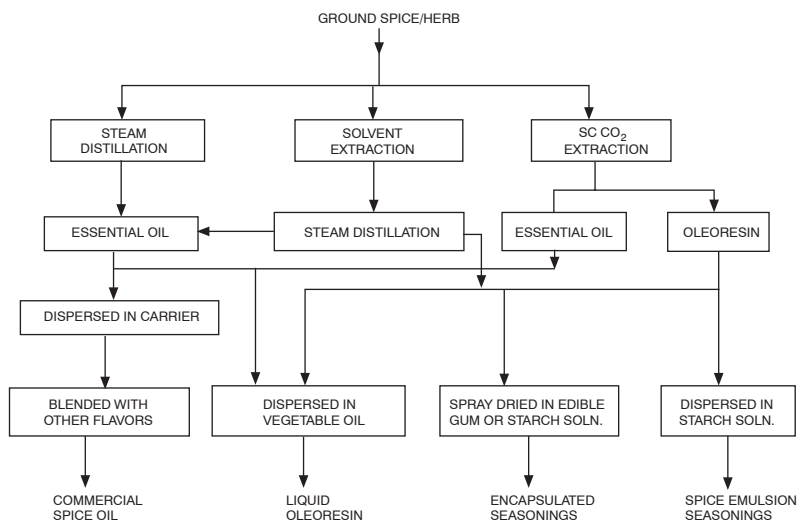 GROUND SPICE/HERB
STEAM
DISTILLATION
SOLVENT
EXTRACTION
SC CO₂
EXTRACTION
ESSENTIAL OIL
STEAM DISTILLATION
ESSENTIAL OIL
OLEORESIN
DISPERSED IN CARRIER
BLENDED WITH
OTHER FLAVORS
DISPERSED IN
VEGETABLE OIL
SPRAY DRIED IN EDIBLE
GUM OR STARCH SOLN.
DISPERSED IN
STARCH SOLN.
COMMERCIAL
SPICE OIL
LIQUID
OLEORESIN
ENCAPSULATED
SEASONINGS
SPICE EMULSION
SEASONINGS